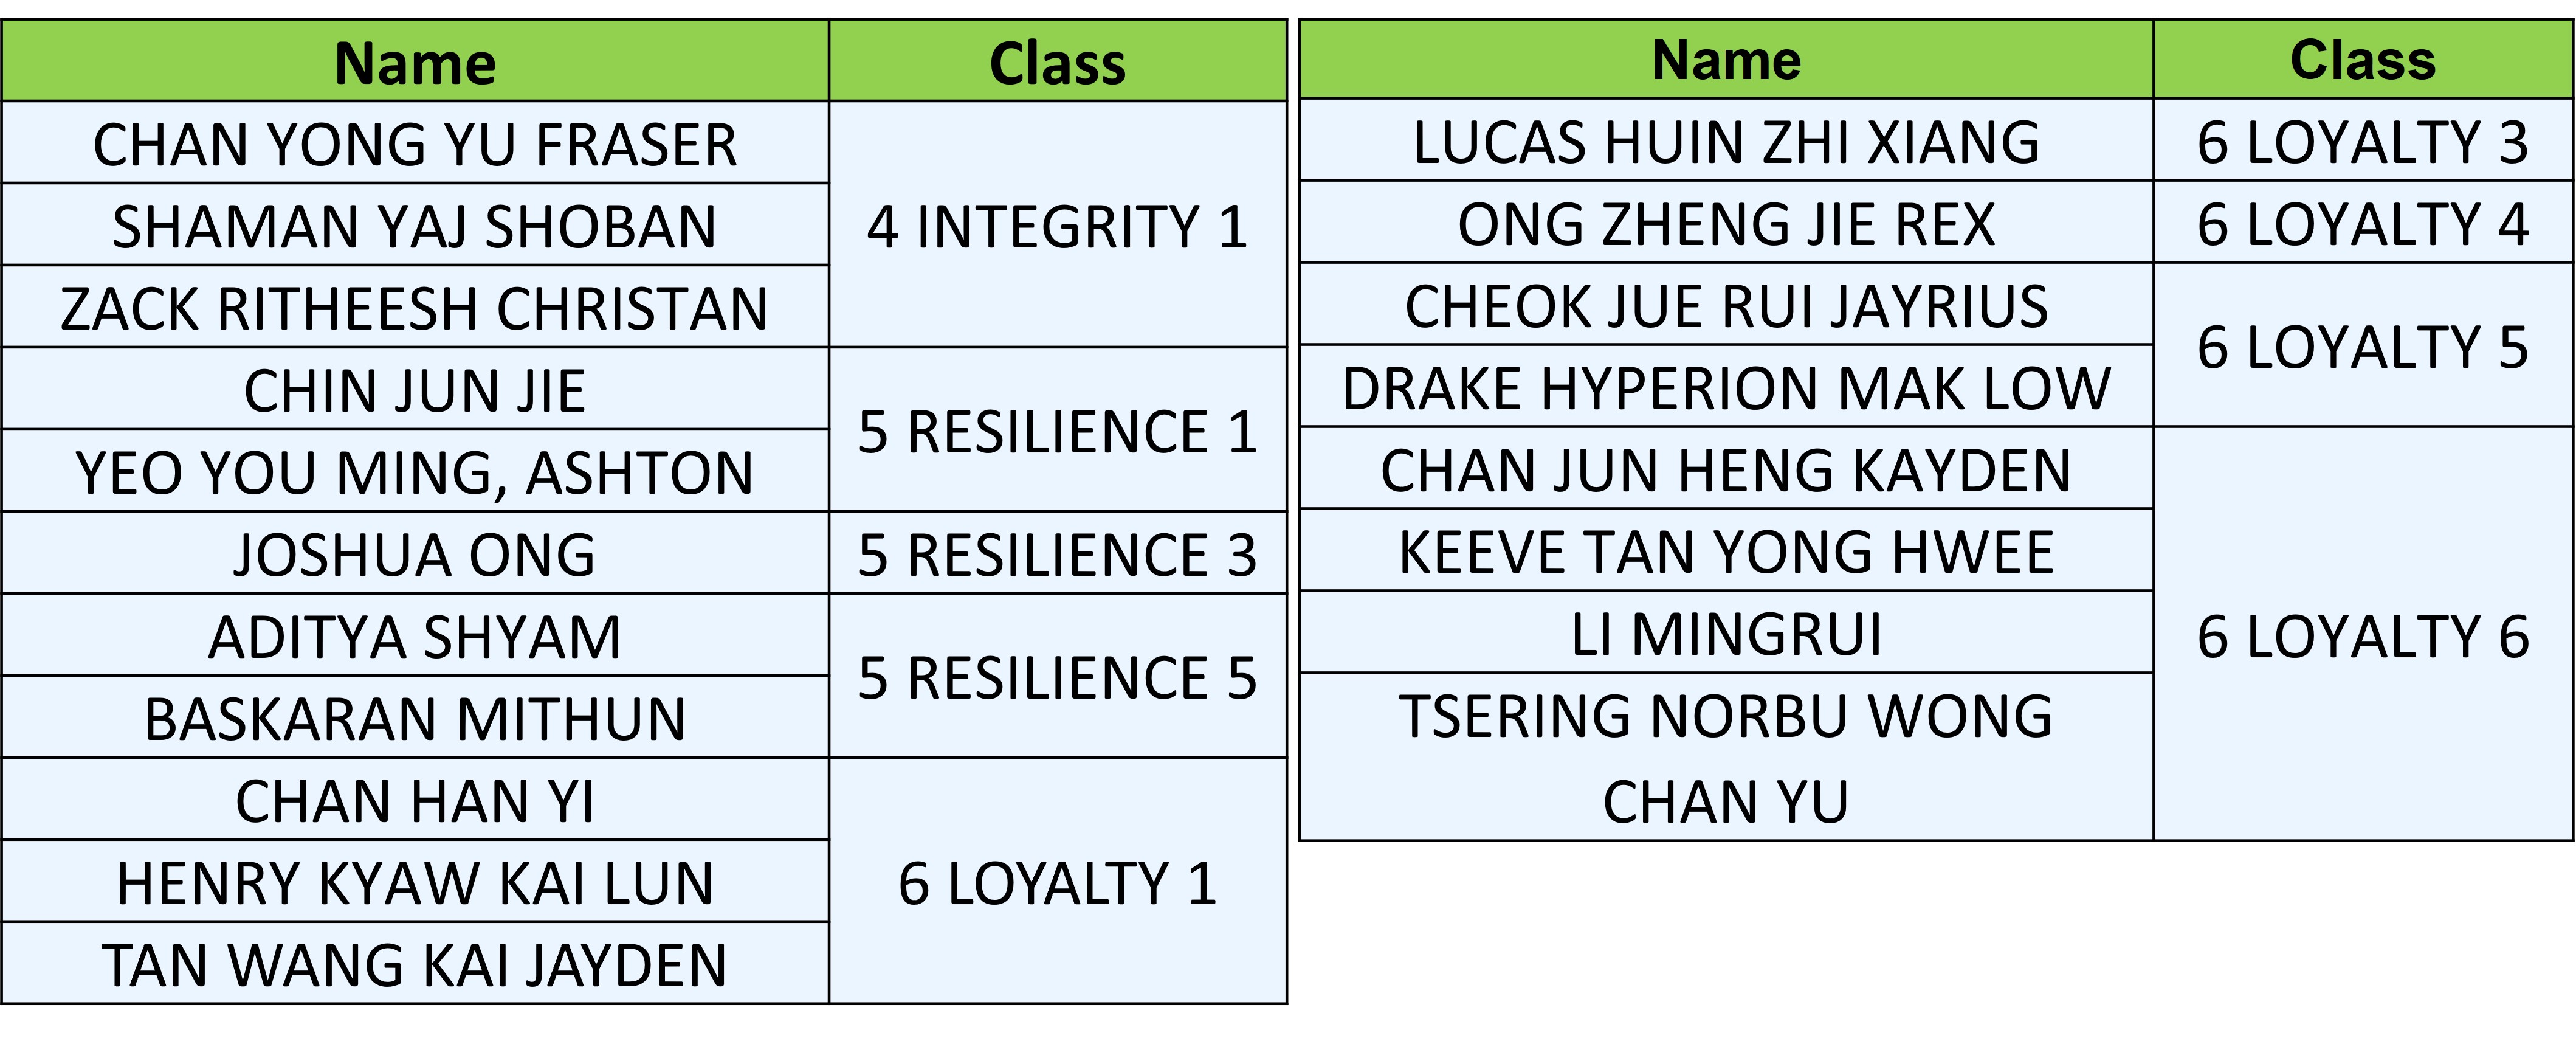 Name Class
CHAN YONG YU FRASER
SHAMAN YAJ SHOBAN
4 INTEGRITY 1
ZACK RITHEESH CHRISTAN
CHIN JUN JIE
5 RESILIENCE 1
YEO YOU MING, ASHTON
JOSHUA ONG
5 RESILIENCE 3
ADITYA SHYAM
5 RESILIENCE 5
BASKARAN MITHUN
CHAN HAN YI
HENRY KYAW KAI LUN
6 LOYALTY 1
TAN WANG KAI JAYDEN
Name Class
LUCAS HUIN ZHI XIANG
6 LOYALTY 3
ONG ZHENG JIE REX
6 LOYALTY 4
CHEOK JUE RUI JAYRIUS
6 LOYALTY 5
DRAKE HYPERION MAK LOW
CHAN JUN HENG KAYDEN
KEEVE TAN YONG HWEE
LI MINGRUI
6 LOYALTY 6
TSERING NORBU WONG
CHAN YU